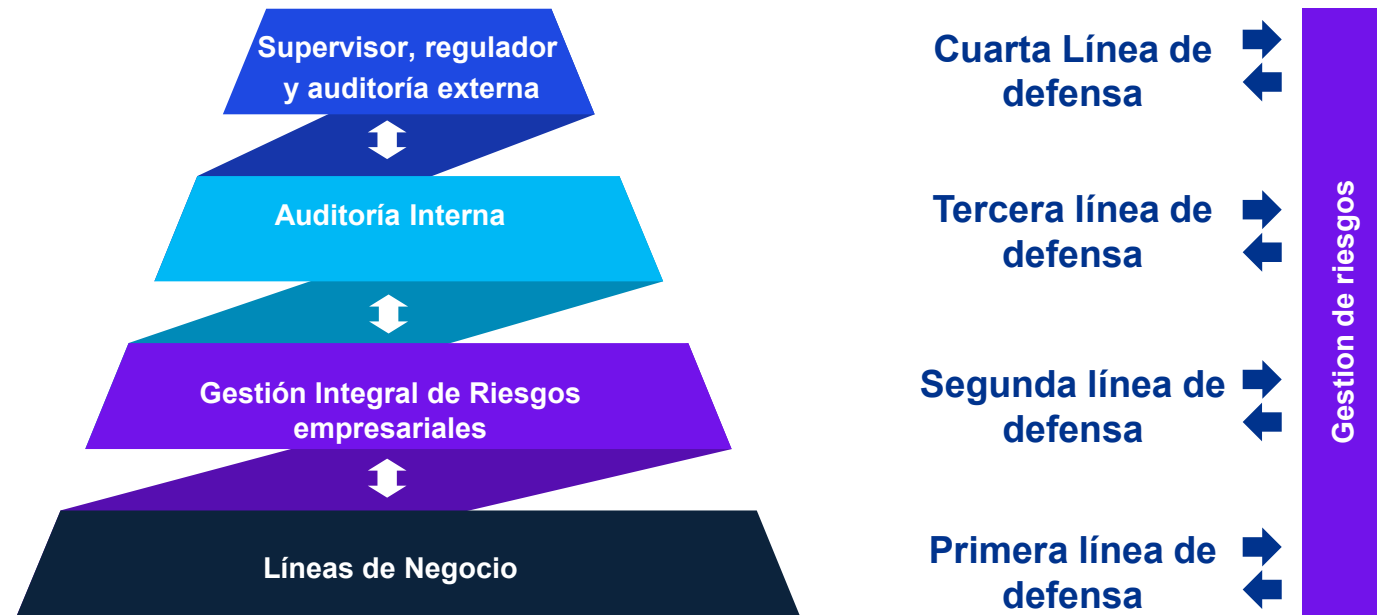 Supervisor, regulador
y auditoría externa
Cuarta Línea de
defensa
Auditoría Interna
Tercera línea de
defensa
Gestión Integral de Riesgos
empresariales
Segunda línea de
defensa
Líneas de Negocio
Primera línea de
defensa
Gestion de riesgos